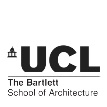 UCL
The Bartlett
School of Architecture